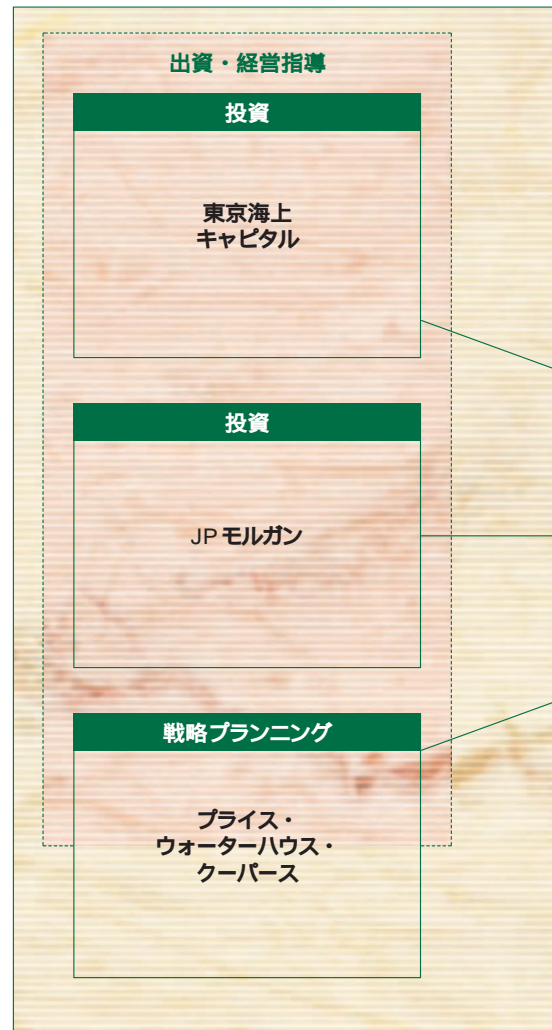 出資・経営指導
投資
東京海上
キャピタル
投資
JPモルガン
戦略プランニング
プライス・
ウォーターハウス・
クーパース